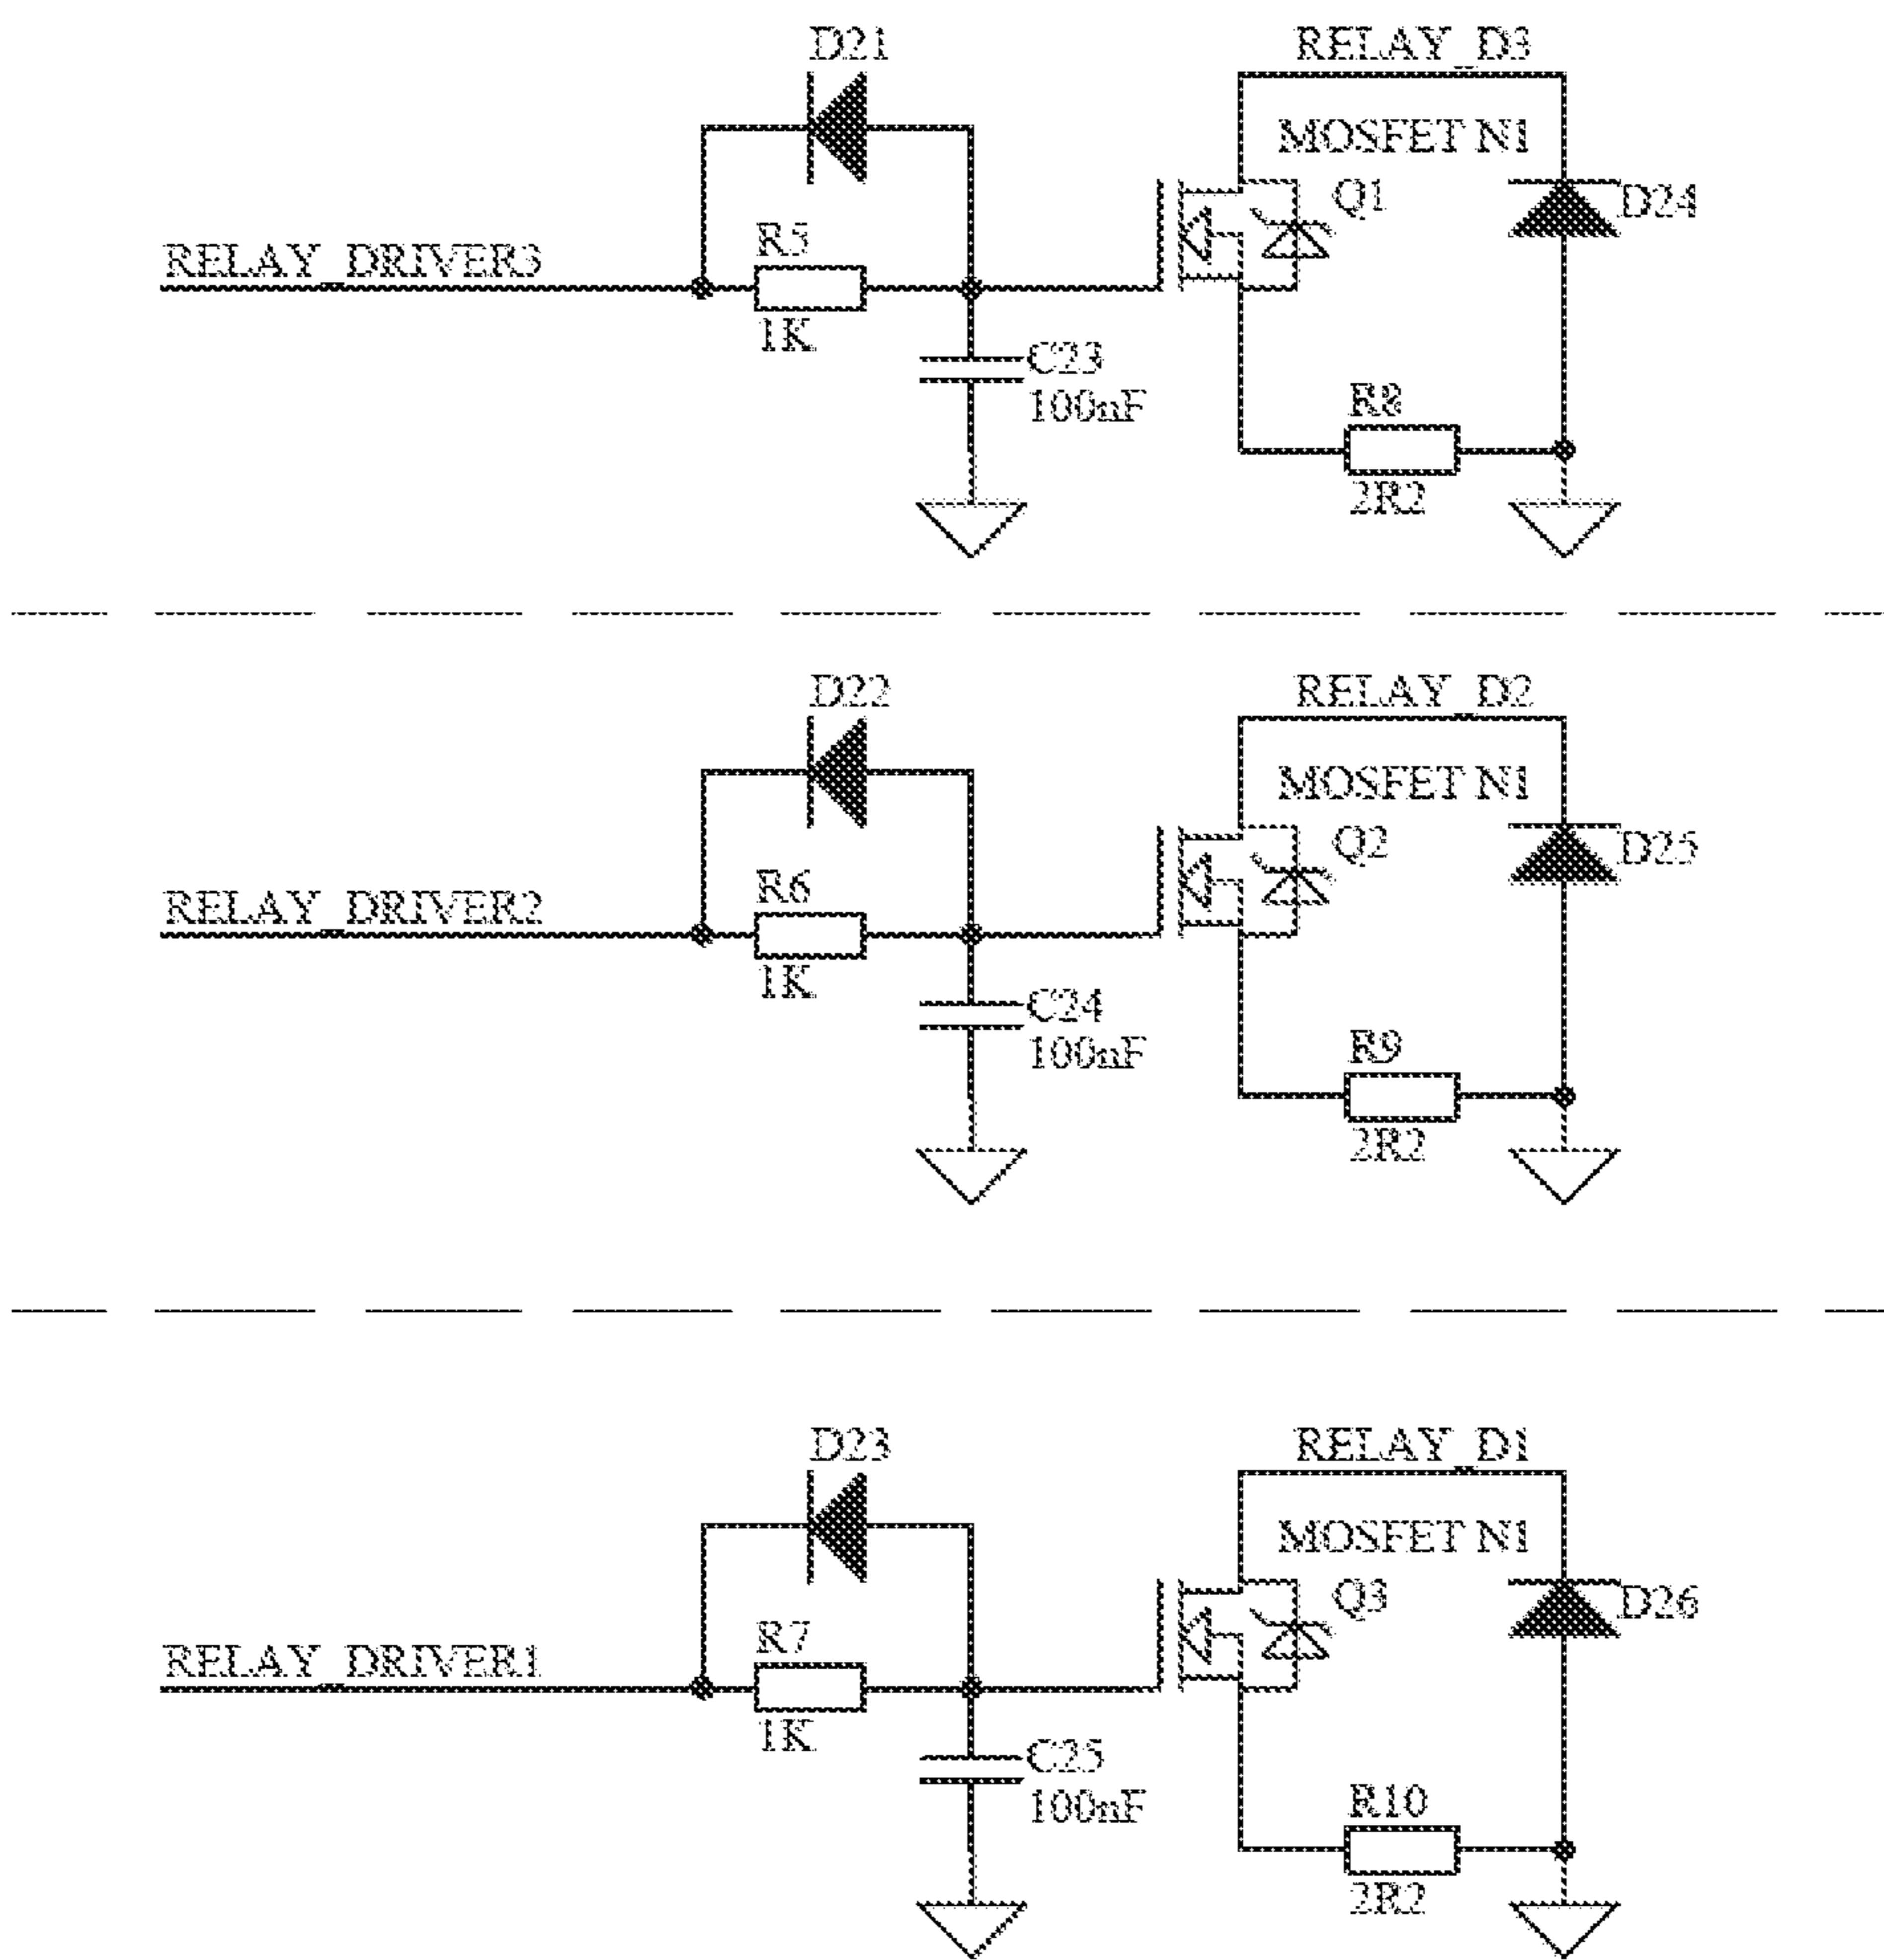 D21
RELAY_D3
MOSFET N1
Q1
D24
R5
RELAY_DRIVER3
1K
C23
100nF
R8
2R2
D22
RELAY_D2
MOSFET N1
Q2
D25
R6
RELAY_DRIVER2
1K
C24
100nF
R9
2R2
D23
RELAY_D1
MOSFET N1
Q3
D26
R7
RELAY_DRIVER1
1K
C25
100nF
R10
2R2